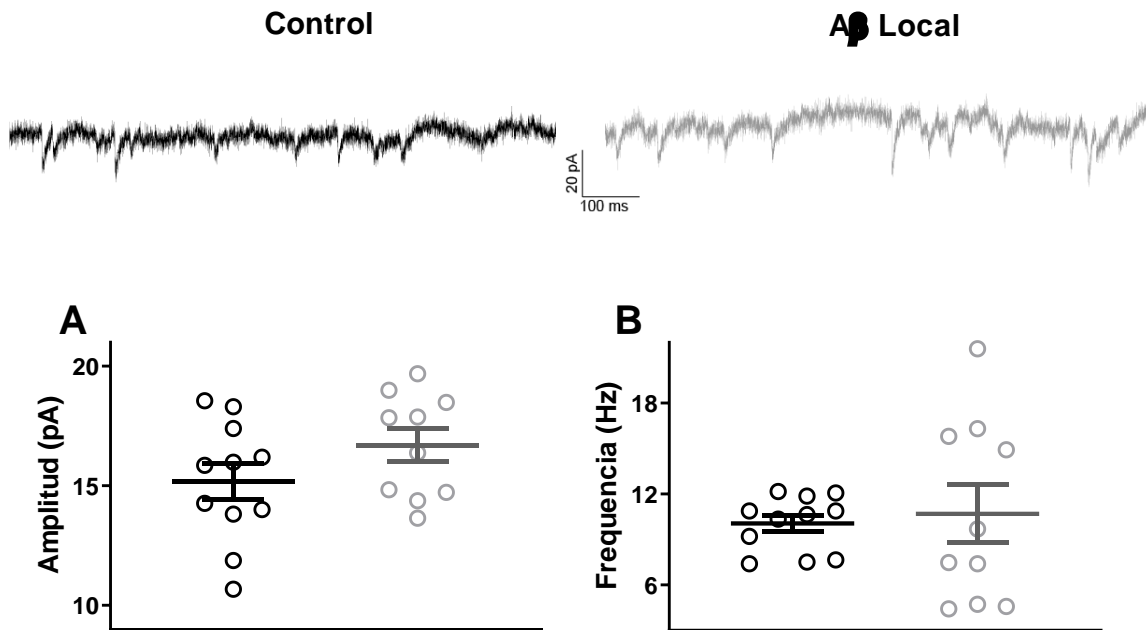 Control
Aβ Local
20 pA
100 ms
A
B
Amplitud (pA)
20
15
10
Frequencia (Hz)
18
12
6